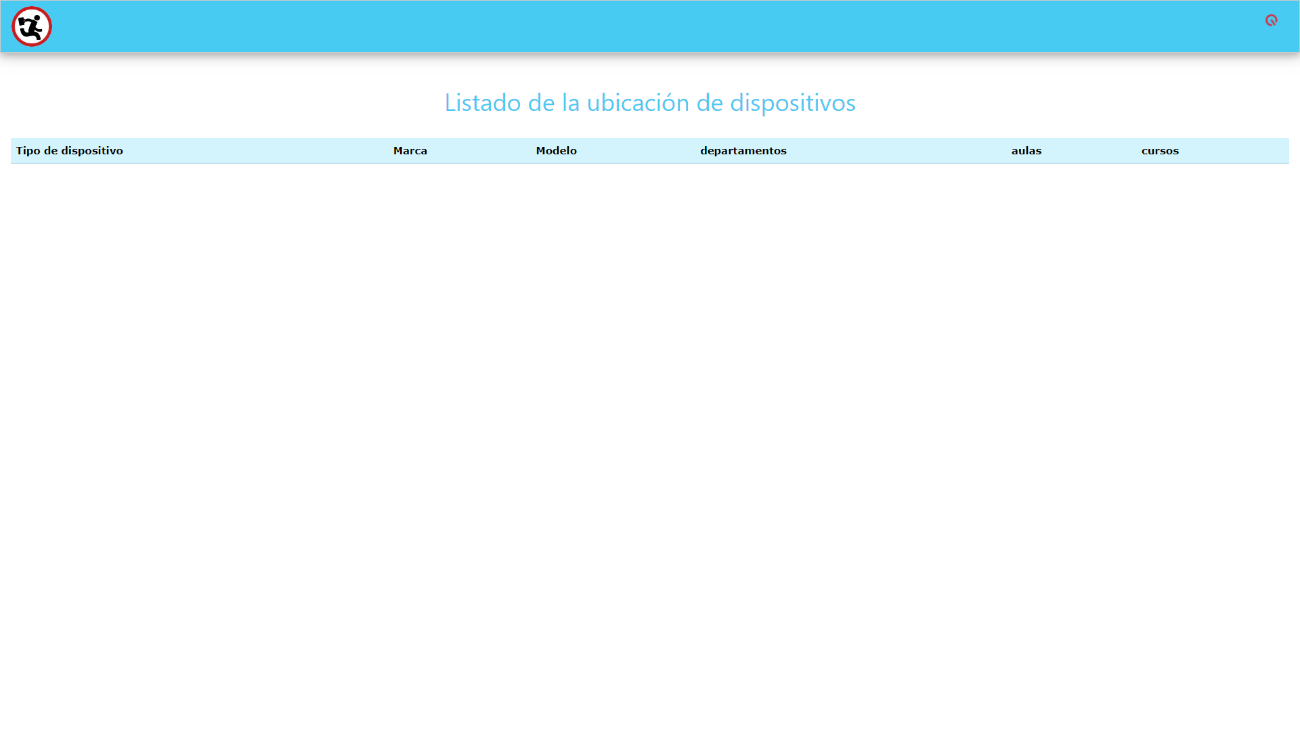 Listado de la ubicación de dispositivos
Tipo de dispositivo Marca Modelo departamentos aulas cursos